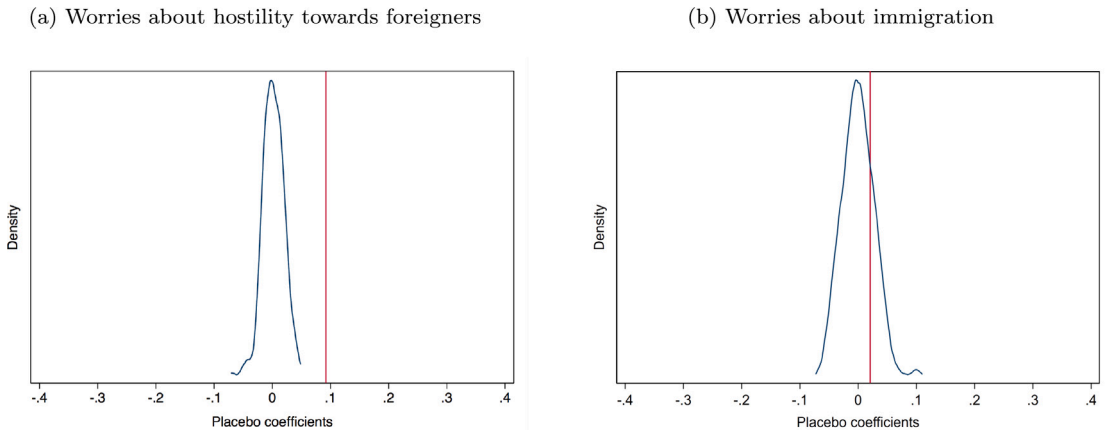 (a) Worries about hostility towards foreigners
Density
-.4 -.3 -.2 -.1 0 .1 .2 .3 .4
Placebo coefficients
(b) Worries about immigration
Density
-.4 -.3 -.2 -.1 0 .1 .2 .3 .4
Placebo coefficients